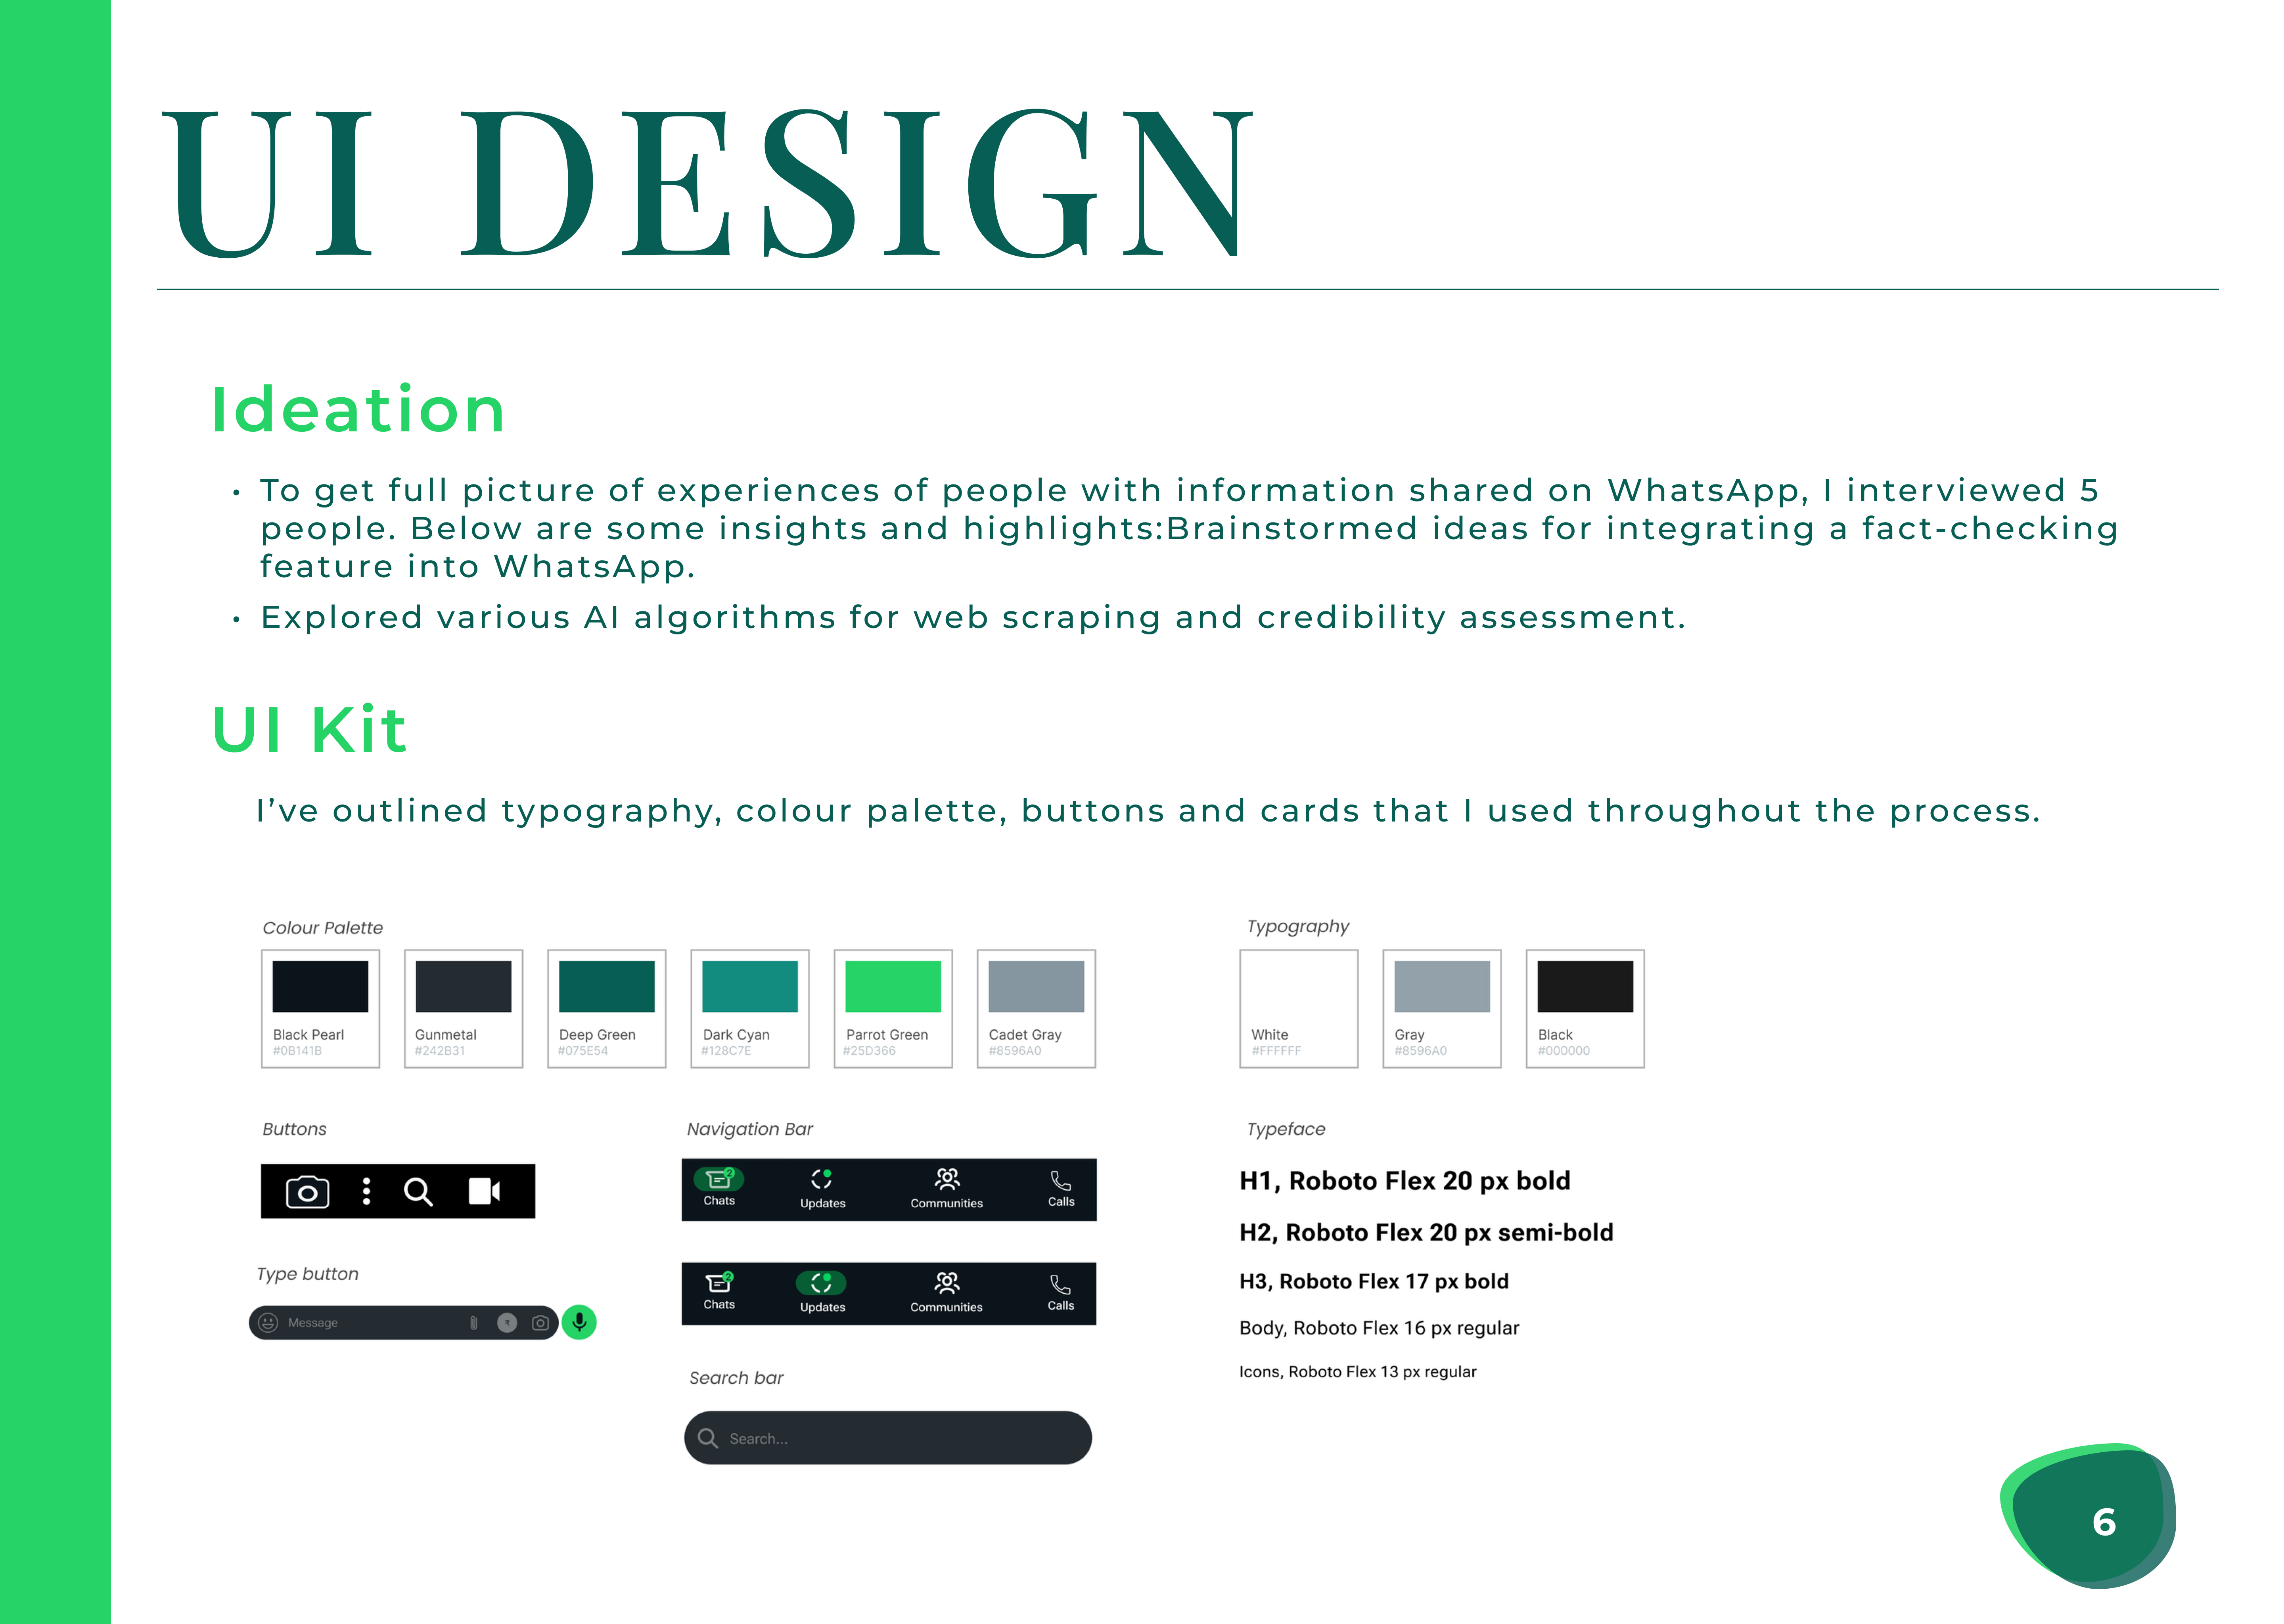 UI DESIGN
Ideation
• To get full picture of experiences of people with information shared on WhatsApp, I interviewed 5
people. Below are some insights and highlights:Brainstormed ideas for integrating a fact-checking
feature into WhatsApp.
• Explored various AI algorithms for web scraping and credibility assessment.
UI Kit
I’ve outlined typography, colour palette, buttons and cards that I used throughout the process.
Colour Palette
Black Pearl
#0B141B
Gunmetal
#242B31
Deep Green
#075E54
Dark Cyan
#128C7E
Parrot Green
#25D366
Cadet Gray
#8596A0
Typography
White
#FFFFFF
Gray
#8596A0
Black
#000000
Buttons
Type button
Message
₹
Navigation Bar
2
Chats Updates Communities Calls
2
Chats Updates Communities Calls
Search bar
Search...
Typeface
H1, Roboto Flex 20 px bold
H2, Roboto Flex 20 px semi-bold
H3, Roboto Flex 17 px bold
Body, Roboto Flex 16 px regular
Icons, Roboto Flex 13 px regular
6